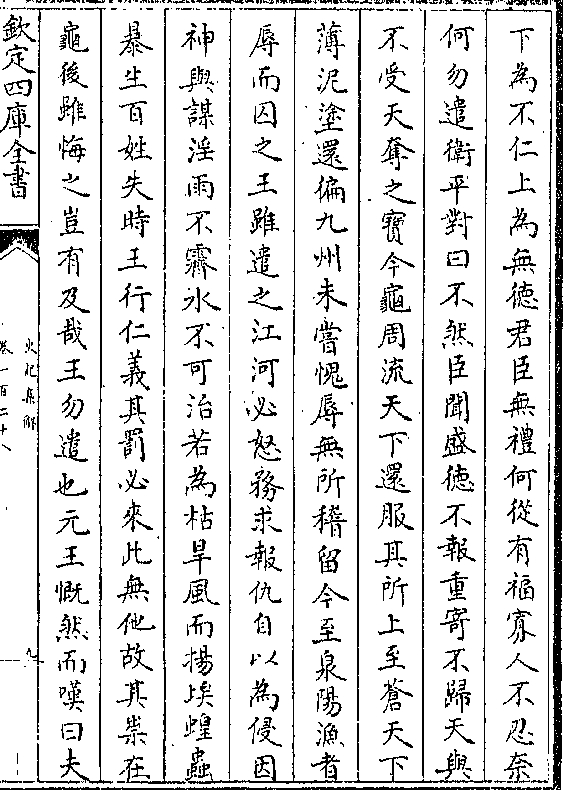 下為不仁上為無德君臣無禮何從有福寡人不忍奈
何勿遣衛平對曰不然臣聞盛德不報重寄不歸天與
不受天奪之寶今龜周流天下還服其所上至蒼天下
薄泥塗還徧九州未嘗愧辱無所稽留今至泉陽漁者
辱而囚之王雖遣之江河必怒務求報仇自以為侵因
神與謀淫雨不霽水不可治若為枯旱風而揚埃蝗蟲
暴生百姓失時王行仁義其罰必來此無他故其祟在
龜後雖悔之豈有及哉王勿遣也元王慨然而嘆曰夫
欽定四庫全書
史記集解
卷一百二十八
九